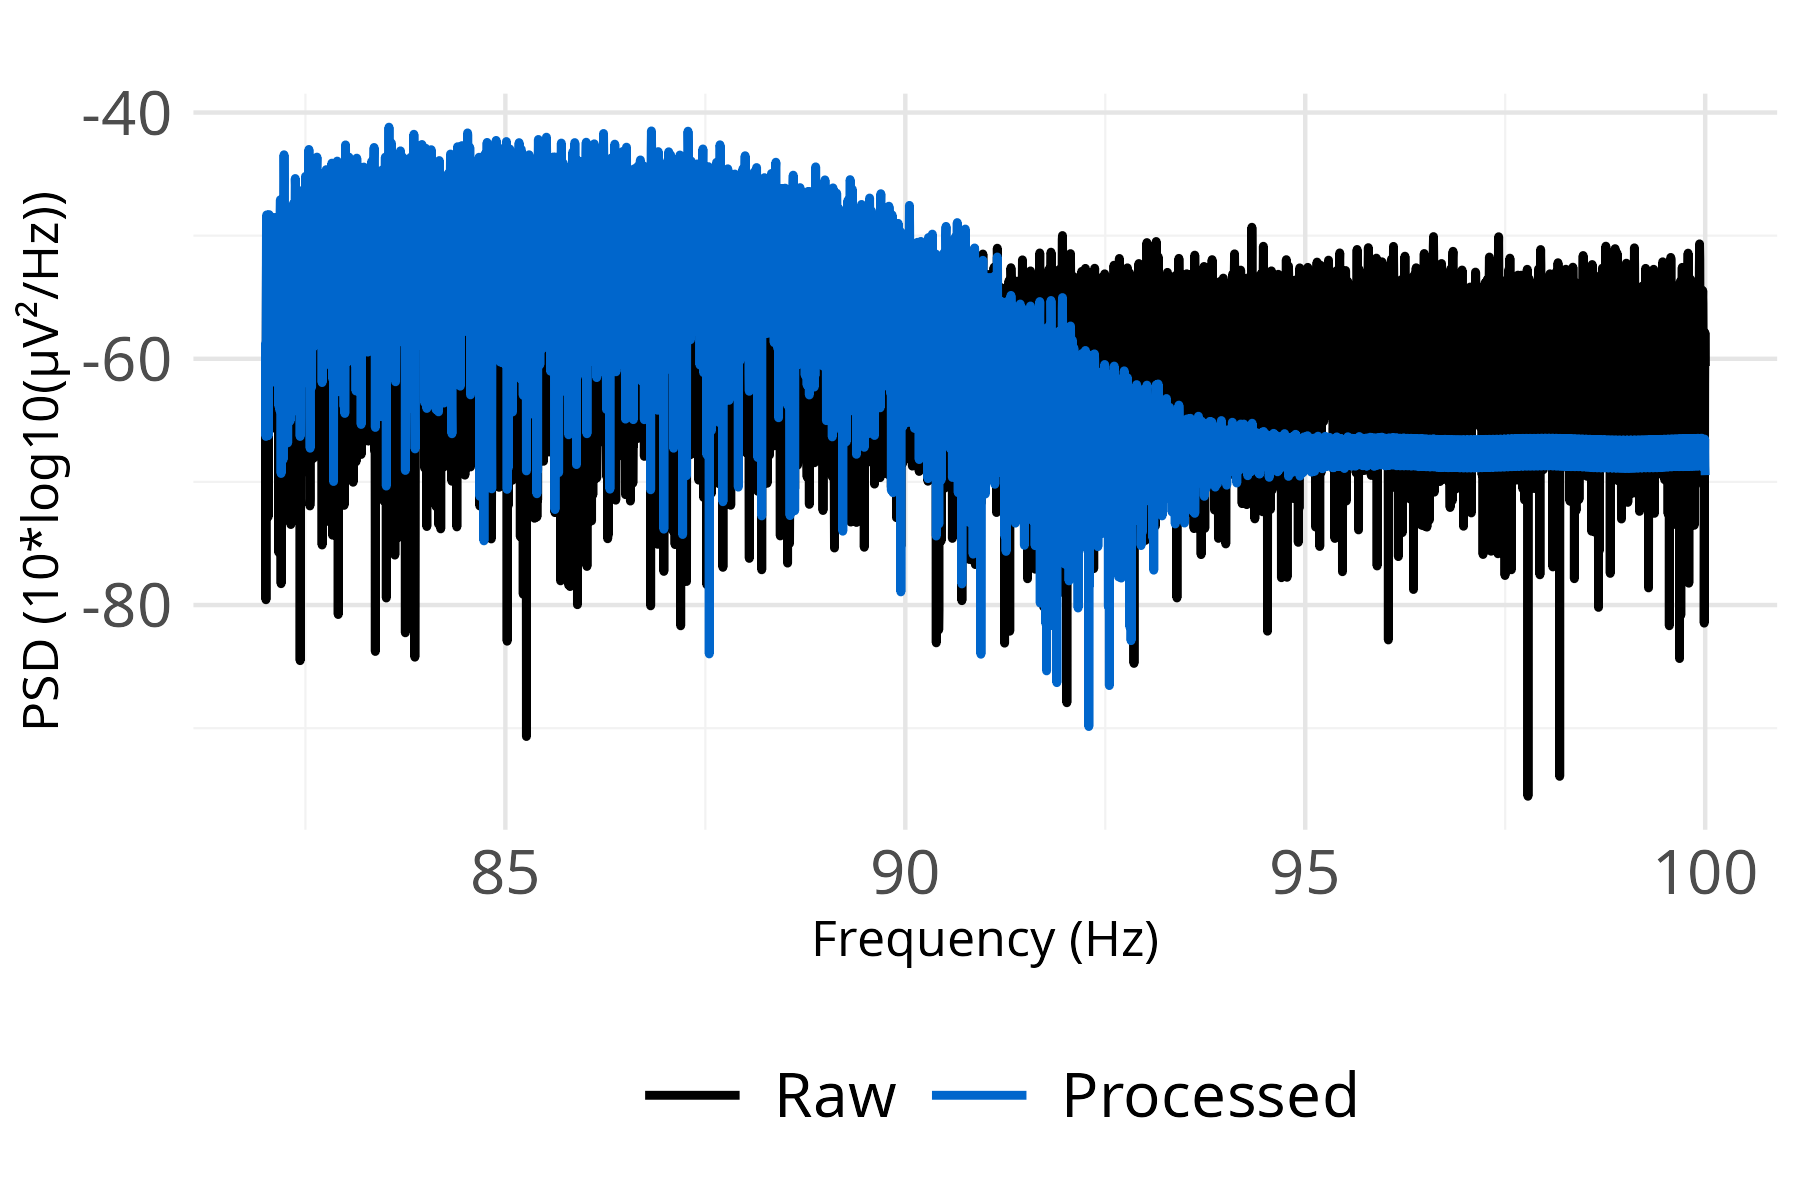 -40
-60
-80
PSD (10*log10(µV²/Hz))
85 90 95 100
Frequency (Hz)
Raw Processed